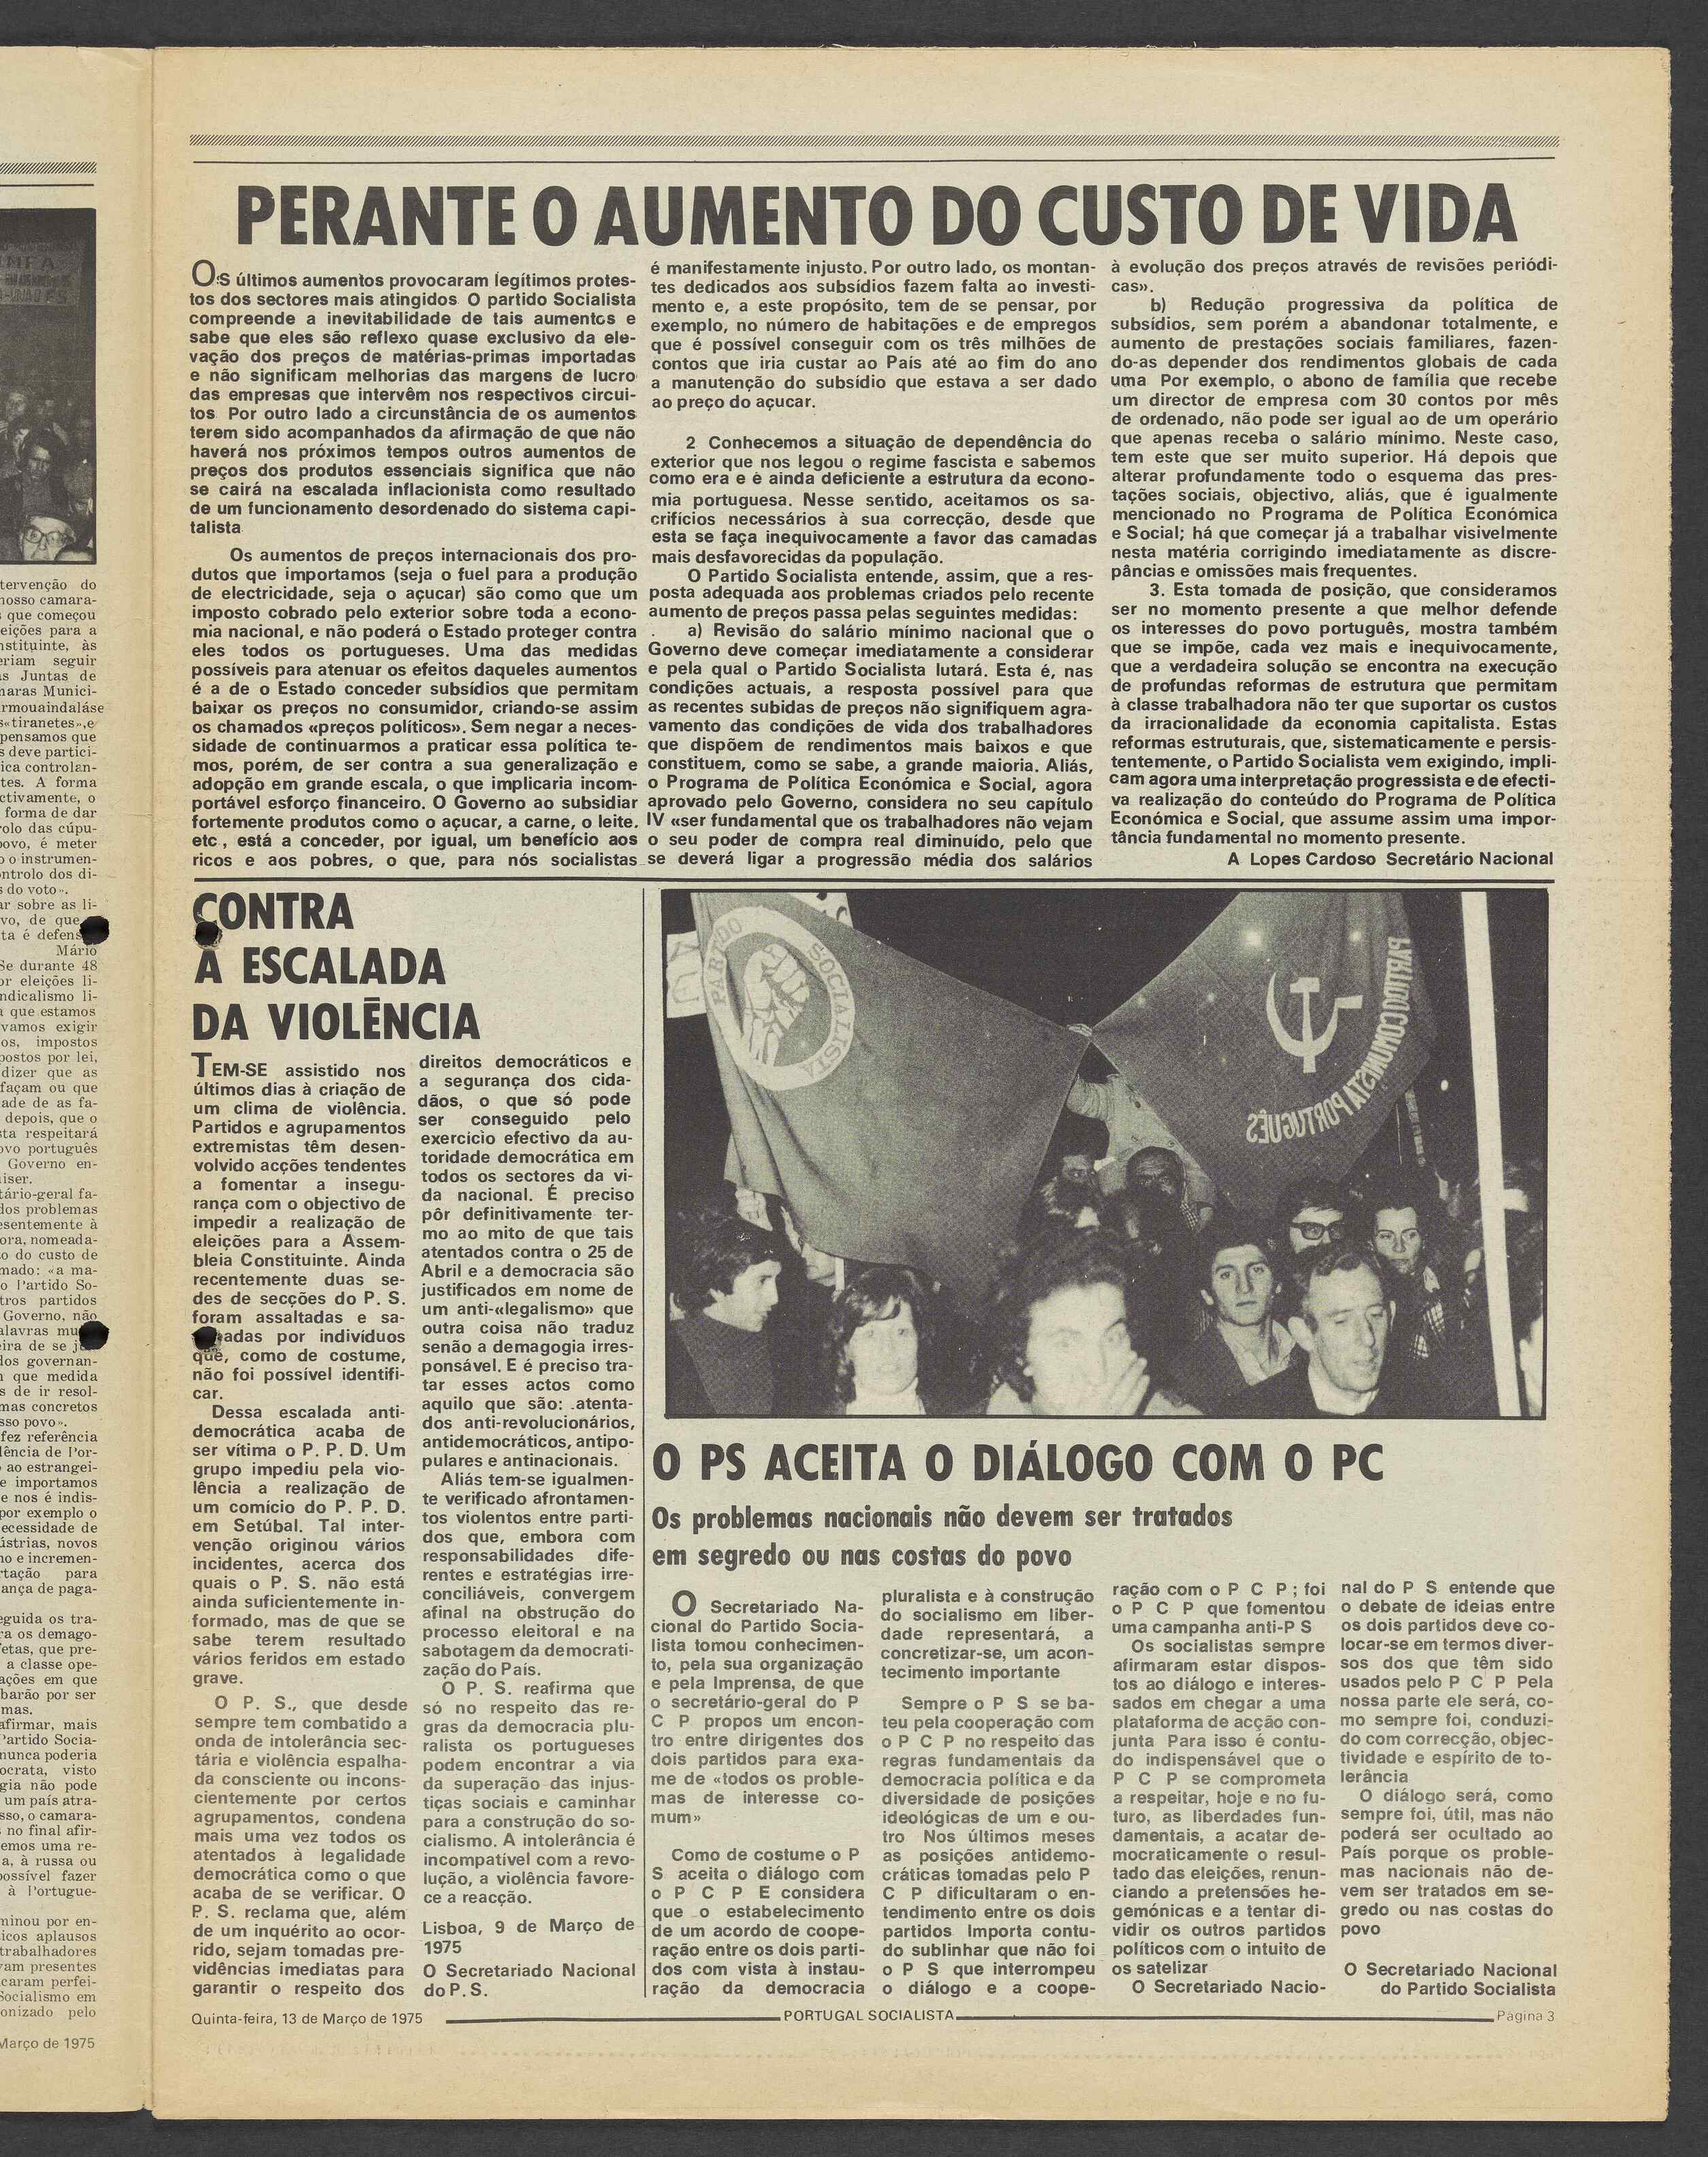 PERANTE O AUMENTO DO CUSTO DE VIDA
OS últimos aumentos provocaram legítimos protes-
tos dos sectores mais atingidos O partido Socialista
compreende a inevitabilidade de tais aumentos e
sabe que eles são reflexo quase exclusivo da ele-
vação dos preços de matérias-primas importadas
e não significam melhorias das margens de lucro
das empresas que intervêm nos respectivos circui-
tos Por outro lado a circunstância de os aumentos
terem sido acompanhados da afirmação de que não
haverá nos próximos tempos outros aumentos de
preços dos produtos essenciais significa que não
se cairá na escalada inflacionista como resultado
de um funcionamento desordenado do sistema capi-
talista
Os aumentos de preços internacionais dos pro-
dutos que importamos (seja o fuel para a produção
de electricidade, seja o açucar) são como que um
imposto cobrado pelo exterior sobre toda a econo-
mia nacional, e não poderá o Estado proteger contra
eles todos os portugueses. Uma das medidas
possíveis para atenuar os efeitos daqueles aumentos
é a de o Estado conceder subsídios que permitam
baixar os preços no consumidor, criando-se assim
os chamados «preços políticos». Sem negar a neces-
sidade de continuarmos a praticar essa política te-
mos, porém, de ser contra a sua generalização e
adopção em grande escala, o que implicaria incom-
portável esforço financeiro. O Governo ao subsidiar
fortemente produtos como o açucar, a carne, o leite.
etc, está a conceder, por igual, um benefício aos
ricos e aos pobres, o que, para nós socialistas
é manifestamente injusto. Por outro lado, os montan-
tes dedicados aos subsídios fazem falta ao investi-
mento e, a este propósito, tem de se pensar, por
exemplo, no número de habitações e de empregos
que é possível conseguir com os três milhões de
contos que iria custar ao País até ao fim do ano
a manutenção do subsídio que estava a ser dado
ao preço do açucar.
2 Conhecemos a situação de dependência do
exterior que nos legou o regime fascista e sabemos
como era e é ainda deficiente a estrutura da econo-
mia portuguesa. Nesse sentido, aceitamos os sa-
crifícios necessários à sua correcção, desde que
esta se faça inequivocamente a favor das camadas
mais desfavorecidas da população.
O Partido Socialista entende, assim, que a res-
posta adequada aos problemas criados pelo recente
aumento de preços passa pelas seguintes medidas:
a) Revisão do salário mínimo nacional que o
Governo deve começar imediatamente a considerar
e pela qual o Partido Socialista lutará. Esta é, nas
condições actuais, a resposta possível para que
as recentes subidas de preços não signifiquem agra-
vamento das condições de vida dos trabalhadores
que dispõem de rendimentos mais baixos e que
constituem, como se sabe, a grande maioria. Aliás,
o Programa de Política Económica e Social, agora
aprovado pelo Governo, considera no seu capítulo
IV «ser fundamental que os trabalhadores não vejam
o seu poder de compra real diminuído, pelo que
se deverá ligar a progressão média dos salários
à evolução dos preços através de revisões periódi-
cas».
b) Redução progressiva da política de
subsídios, sem porém a abandonar totalmente, e
aumento de prestações sociais familiares, fazen-
do-as depender dos rendimentos globais de cada
uma Por exemplo, o abono de família que recebe
um director de empresa com 30 contos por mês
de ordenado, não pode ser igual ao de um operário
que apenas receba o salário mínimo. Neste caso,
tem este que ser muito superior. Há depois que
alterar profundamente todo o esquema das pres-
tações sociais, objectivo, aliás, que é igualmente
mencionado no Programa de Política Económica
e Social; há que começar já a trabalhar visivelmente
nesta matéria corrigindo imediatamente as discre-
pâncias e omissões mais frequentes.
3. Esta tomada de posição, que consideramos
ser no momento presente a que melhor defende
os interesses do povo português, mostra também
que se impõe, cada vez mais e inequivocamente,
que a verdadeira solução se encontra na execução
de profundas reformas de estrutura que permitam
à classe trabalhadora não ter que suportar os custos
da irracionalidade da economia capitalista. Estas
reformas estruturais, que, sistematicamente e persis-
tentemente, o Partido Socialista vem exigindo, impli-
cam agora uma interpretação progressista e de efecti-
va realização do conteúdo do Programa de Política
Económica e Social, que assume assim uma impor-
tância fundamental no momento presente.
A Lopes Cardoso Secretário Nacional
CONTRA
A ESCALADA
DA VIOLÊNCIA
TEM-SE assistido nos
últimos dias à criação de
um clima de violência.
Partidos e agrupamentos
extremistas têm desen-
volvido acções tendentes
a fomentar a insegu-
rança com o objectivo de
impedir a realização de
eleições para a Assem-
bleia Constituinte. Ainda
recentemente duas se-
des de secções do P. S.
foram assaltadas e sa-
eadas por indivíduos
que, como de costume,
não foi possível identifi-
car.
Dessa escalada anti-
democrática acaba de
ser vítima o P. P. D. Um
grupo impediu pela vio-
lência a realização de
um comício do P. P. D.
em Setúbal. Tal inter-
venção originou vários
incidentes, acerca dos
quais o P. S. não está
ainda suficientemente in-
formado, mas de que se
sabe terem resultado
vários feridos em estado
grave.
O P. S., que desde
sempre tem combatido a
onda de intolerância sec-
tária e violência espalha-
da consciente ou incons-
cientemente por certos
agrupamentos, condena
mais uma vez todos os
atentados à legalidade
democrática como o que
acaba de se verificar. O
P. S. reclama que, além
de um inquérito ao ocor-
rido, sejam tomadas pre-
vidências imediatas para
garantir o respeito dos
direitos democráticos e
a segurança dos cida-
dãos, o que só pode
ser conseguido pelo
exercício efectivo da au-
toridade democrática em
todos os sectores da vi-
da nacional. É preciso
pôr definitivamente ter-
mo ao mito de que tais
atentados contra o 25 de
Abril e a democracia são
justificados em nome de
um anti-«legalismo» que
outra coisa não traduz
senão a demagogia irres-
ponsável. E é preciso tra-
tar esses actos como
aquilo que são: atenta-
dos anti-revolucionários,
antidemocráticos, antipo-
pulares e antinacionais.
Aliás tem-se igualmen-
te verificado afrontamen-
tos violentos entre parti-
dos que, embora com
responsabilidades dife-
rentes e estratégias irre-
conciliáveis, convergem
afinal na obstrução do
processo eleitoral e na
sabotagem da democrati-
zação do País.
O P. S. reafirma que
só no respeito das re-
gras da democracia plu-
ralista os portugueses
podem encontrar a via
da superação das injus-
tiças sociais e caminhar
para a construção do so-
cialismo. A intolerância é
incompatível com a revo-
lução, a violência favore-
ce a reacção.
Lisboa, 9 de Março de
1975
O Secretariado Nacional
do P. S.
PARTIDO SOCIALISTA
PARTIDO COMUNISTA PORTUGUÊS
O PS ACEITA O DIÁLOGO COM O PC
Os problemas nacionais não devem ser tratados
em segredo ou nas costas do povo
O Secretariado Na-
cional do Partido Socia-
lista tomou conhecimen-
to, pela sua organização
e pela Imprensa, de que
o secretário-geral do P
C P propos um encon-
tro entre dirigentes dos
dois partidos para exa-
me de «todos os proble-
mas de interesse co-
mum»
Como de costume o P
S aceita o diálogo com
o P C P E considera
que o estabelecimento
de um acordo de coope-
ração entre os dois parti-
dos com vista à instau-
ração da democracia
pluralista e à construção
do socialismo em liber-
dade representará, a
concretizar-se, um acon-
tecimento importante
Sempre o P S se ba-
teu pela cooperação com
o P C P no respeito das
regras fundamentais da
democracia política e da
diversidade de posições
ideológicas de um e ou-
tro Nos últimos meses
as posições antidemo-
cráticas tomadas pelo P
C P dificultaram o en-
tendimento entre os dois
partidos Importa contu-
do sublinhar que não foi
o P S que interrompeu
o diálogo e a coope-
ração com o P C P ; foi
o P C P que fomentou
uma campanha anti-P S
Os socialistas sempre
afirmaram estar dispos-
tos ao diálogo e interes-
sados em chegar a uma
plataforma de acção con-
junta Para isso é contu-
do indispensável que o
P C P se comprometa
a respeitar, hoje e no fu-
turo, as liberdades fun-
damentais, a acatar de-
mocraticamente o resul-
tado das eleições, renun-
ciando a pretensões he-
gemónicas e a tentar di-
vidir os outros partidos
políticos com o intuito de
os satelizar
O Secretariado Nacio-
nal do P S entende que
o debate de ideias entre
os dois partidos deve co-
locar-se em termos diver-
sos dos que têm sido
usados pelo P C P Pela
nossa parte ele será, co-
mo sempre foi, conduzi-
do com correcção, objec-
tividade e espírito de to-
lerância
O diálogo será, como
sempre foi, útil, mas não
poderá ser ocultado ao
País porque os proble-
mas nacionais não de-
vem ser tratados em se-
gredo ou nas costas do
povo
O Secretariado Nacional
do Partido Socialista
Quinta-feira, 13 de Março de 1975
PORTUGAL SOCIALISTA
Página 3